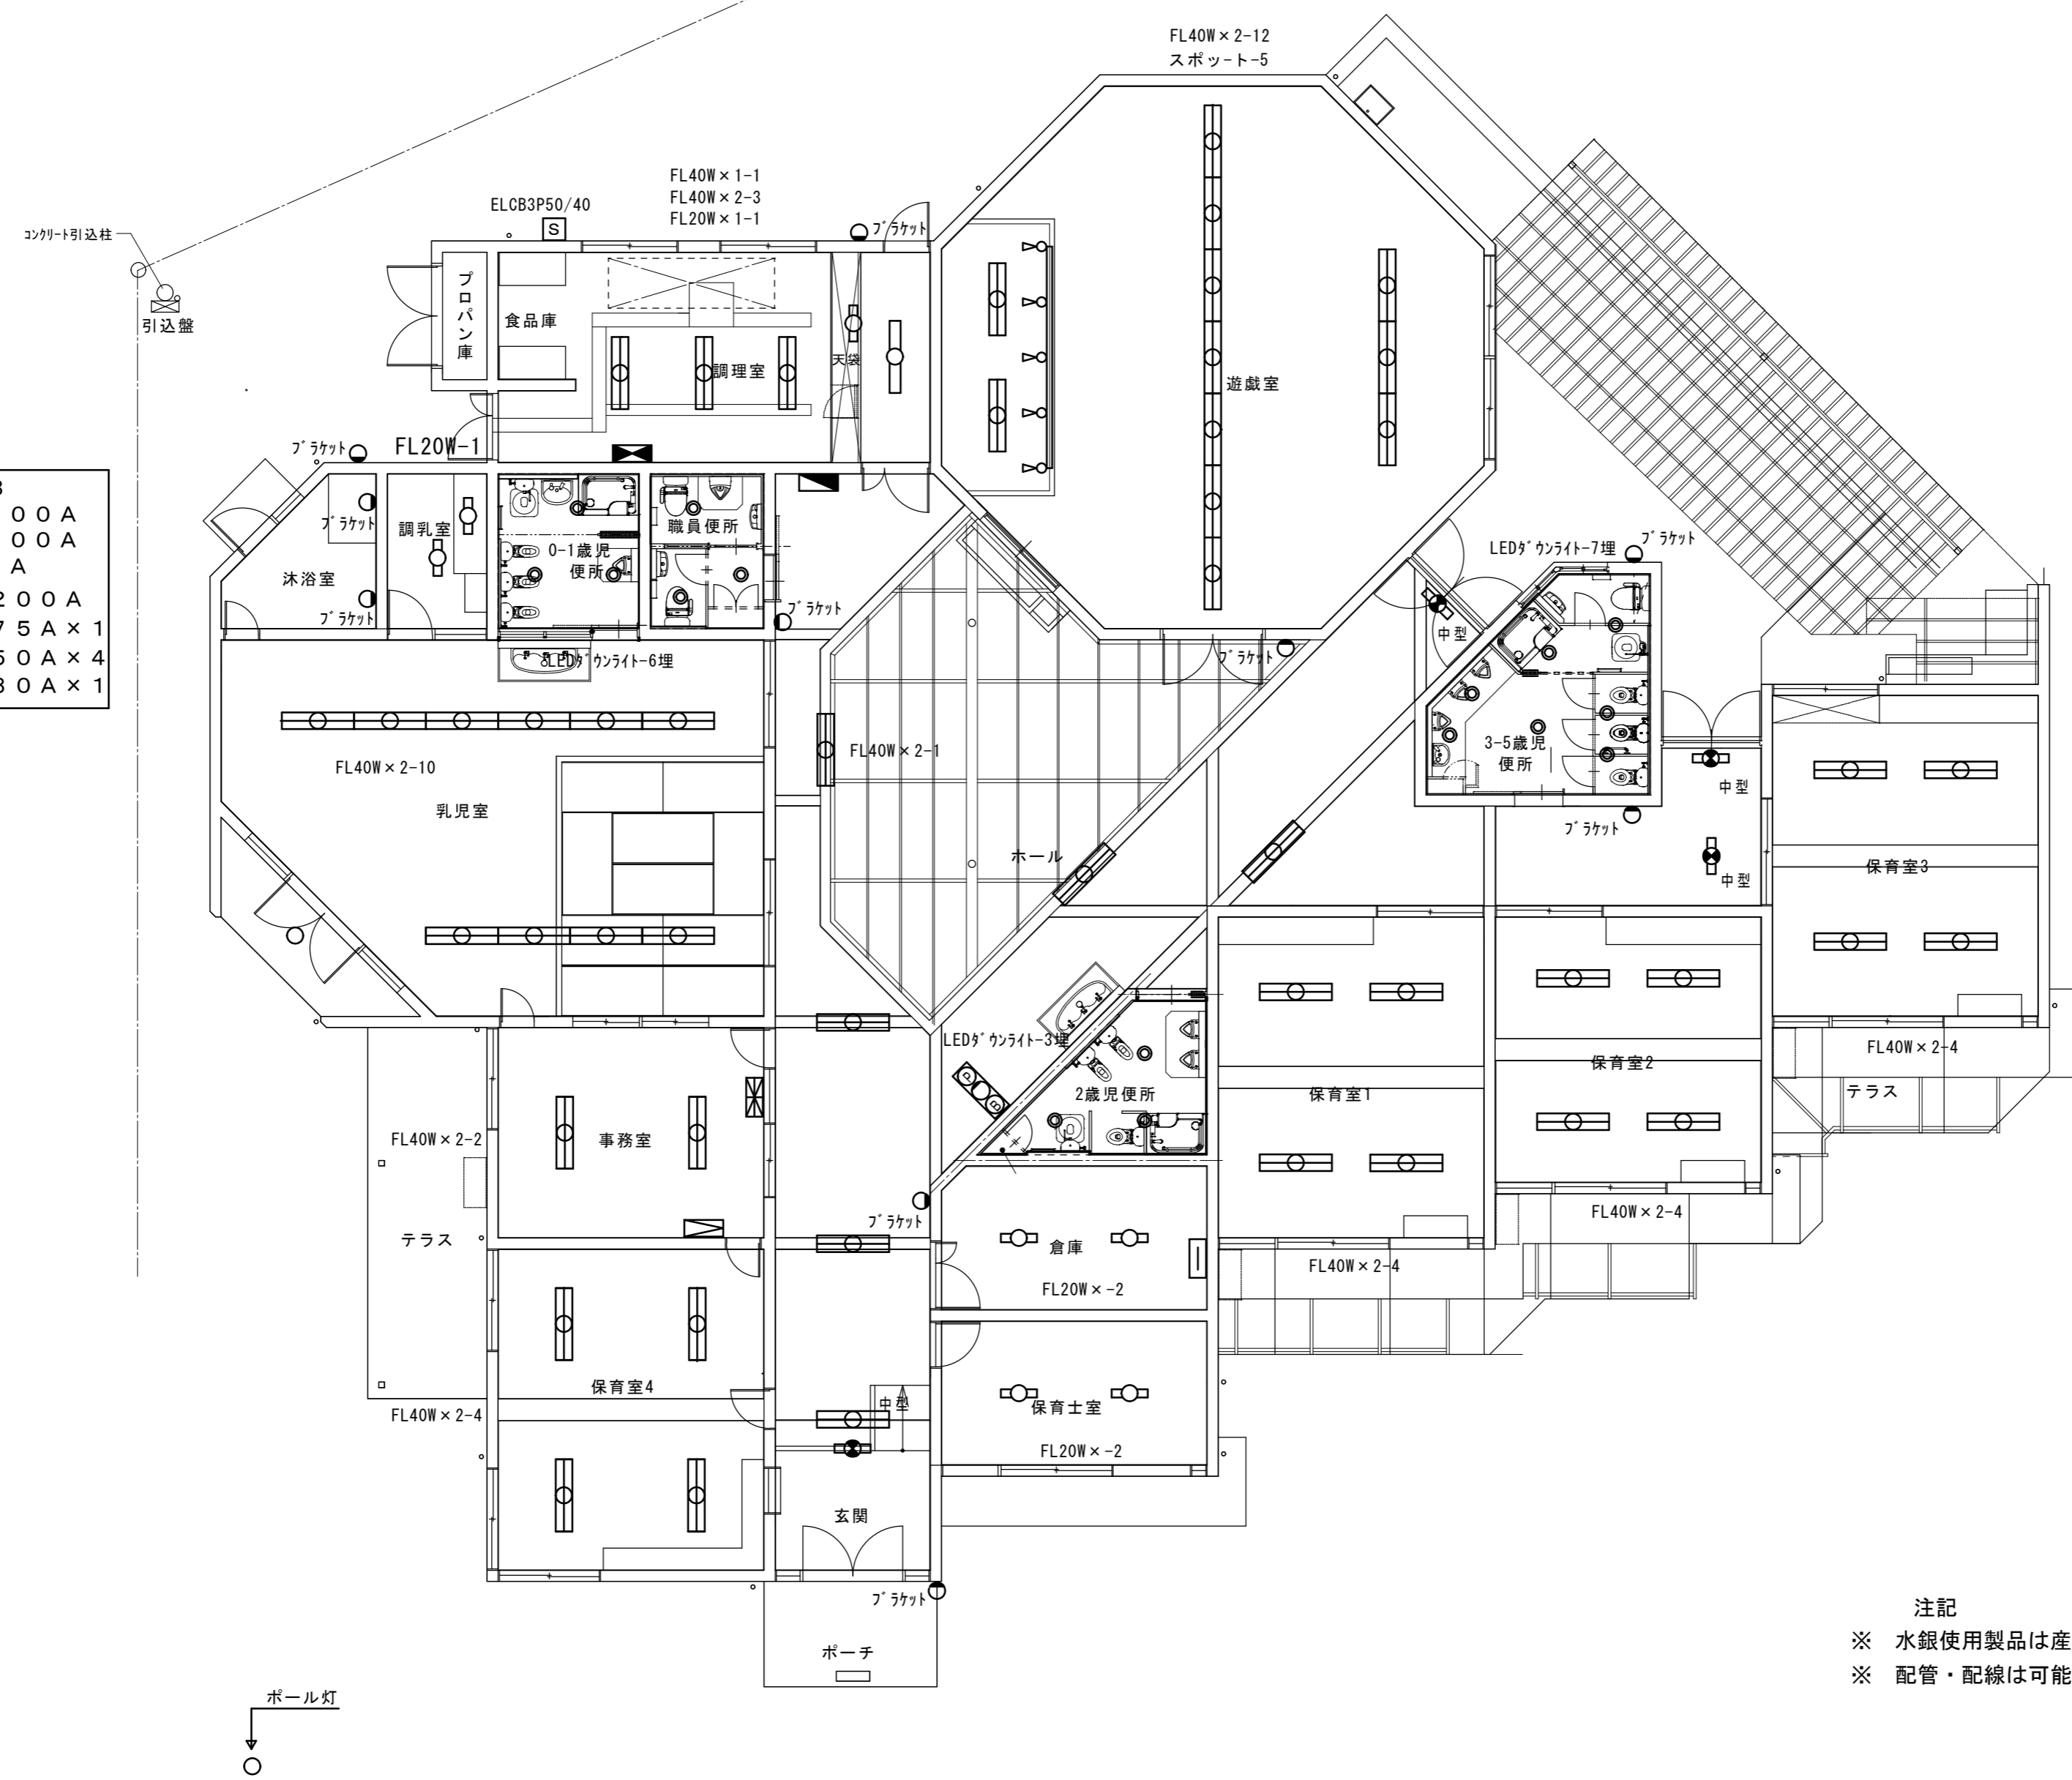 FL40W×2-12
スポッ-ト-5
FL40W×1-1
FL40W×2-3
FL20W×1-1
ELCB3P50/40
S
ブラケット
コンクリート引込柱
引込盤
プロパン庫
食品庫
調理室
天袋
遊戯室
ブラケット
FL20W-1
００Ａ
００Ａ
Ａ
２００Ａ
７５Ａ×１
５０Ａ×４
３０Ａ×１
ブラケット
調乳室
職員便所
0-1歳児
便所
沐浴室
ブラケット
ブラケット
LEDダウンライト-7埋
ブラケット
中型
ブラケット
LEDダウンライト-6埋
FL40W×2-1
3-5歳児
便所
FL40W×2-10
乳児室
中型
ブラケット
ホール
保育室3
中型
LEDダウンライト-3埋
FL40W×2-4
保育室2
P
B
2歳児便所
保育室1
テラス
FL40W×2-2
事務室
ブラケット
FL40W×2-4
テラス
倉庫
FL40W×2-4
FL20W×-2
保育室4
中型
保育士室
FL40W×2-4
FL20W×-2
玄関
ブラケット
ポーチ
ポール灯
注記
※　水銀使用製品は産
※　配管・配線は可能